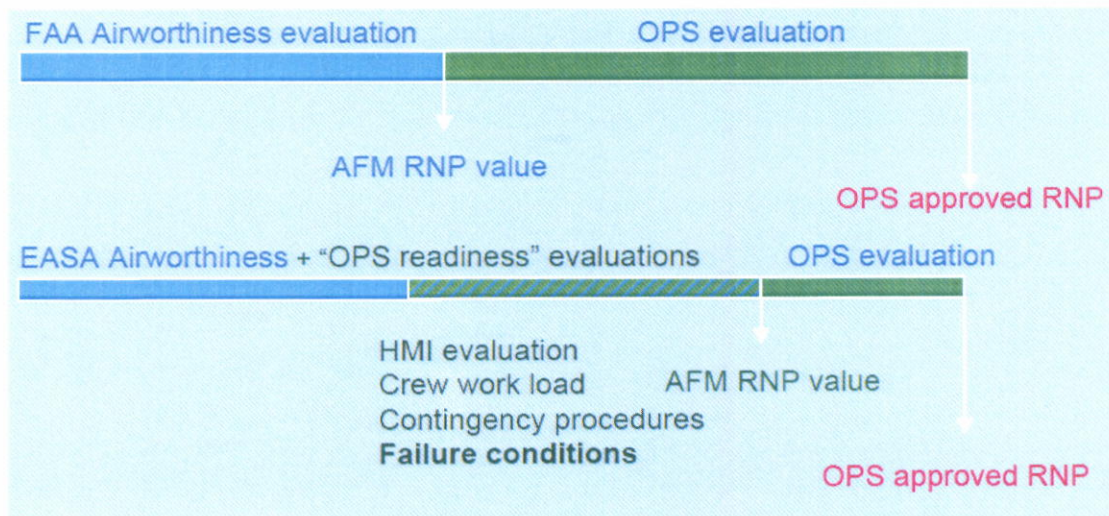 FAA Airworthiness evaluation OPS evaluation
AFM RNP value
OPS approved RNP
EASA Airworthiness + "OPS readiness" evaluations OPS evaluation
HMI evaluation
Crew work load AFM RNP value
Contingency procedures
Failure conditions
OPS approved RNP